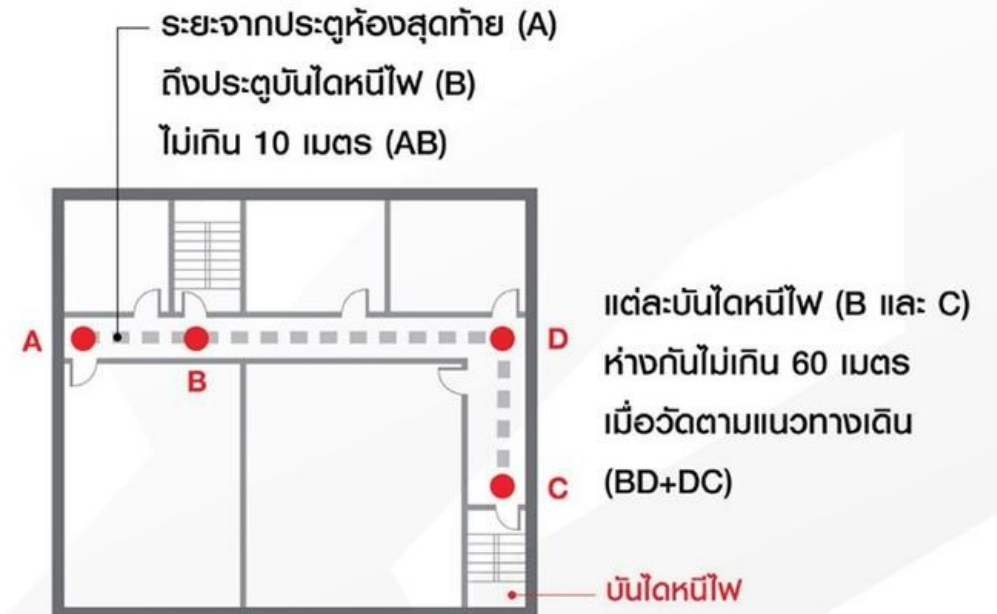 ระยะจากประตูห้องสุดท้าย (A)
ถึงประตูบันไดหนีไฟ (B)
ไม่เกิน 10 เมตร (AB)
A
B
D
C
แต่ละบันไดหนีไฟ (B และ C)
ห่างกันไม่เกิน 60 เมตร
เมื่อวัดตามแนวทางเดิน
(BD+DC)
บันไดหนีไฟ